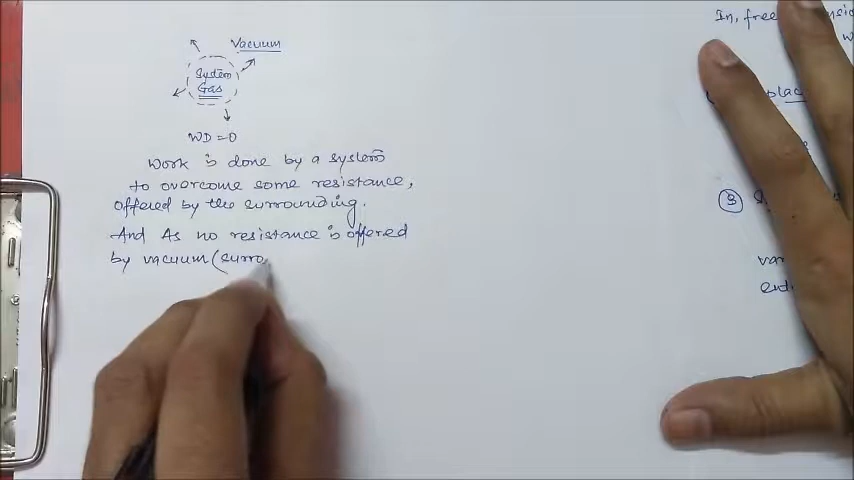 Vacuum
System
Gas
WD = 0
Work is done by a system
to overcome some resistance,
offered by the surrounding.
And As no resistance is offered
by vacuum (surro
In, free
③